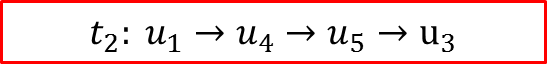 t₂: u₁ → u₄ → u₅ → u₃